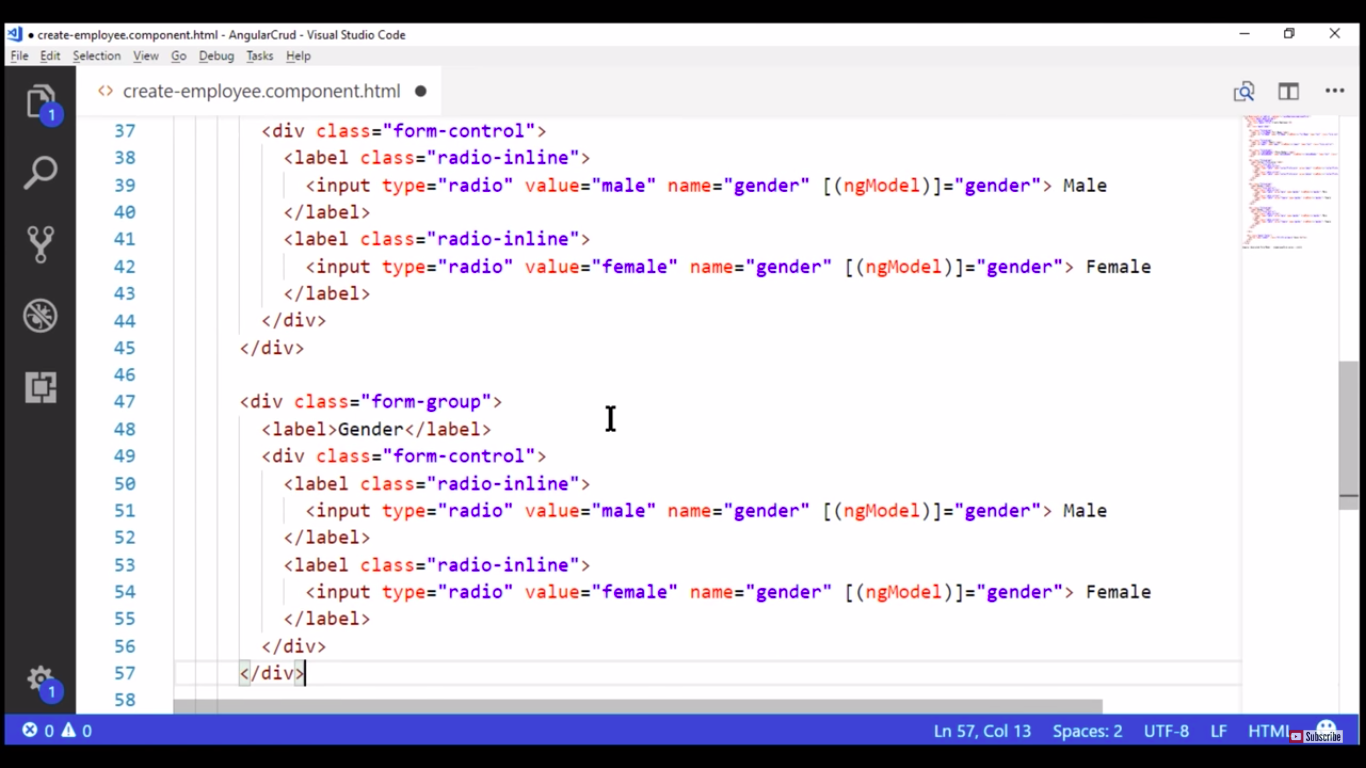 create-employee.component.html - AngularCrud - Visual Studio Code
File Edit Selection View Go Debug Tasks Help
1
<> create-employee.component.html
37 <div class="form-control">
38 <label class="radio-inline">
39 <input type="radio" value="male" name="gender" [(ngModel)]="gender"> Male
40 </label>
41 <label class="radio-inline">
42 <input type="radio" value="female" name="gender" [(ngModel)]="gender"> Female
43 </label>
44 </div>
45 </div>
46
47 <div class="form-group">
48 <label>Gender</label>
49 <div class="form-control">
50 <label class="radio-inline">
51 <input type="radio" value="male" name="gender" [(ngModel)]="gender"> Male
52 </label>
53 <label class="radio-inline">
54 <input type="radio" value="female" name="gender" [(ngModel)]="gender"> Female
55 </label>
56 </div>
57 </div>
58
1
0 0 Ln 57, Col 13 Spaces: 2 UTF-8 LF HTML
Subscribe